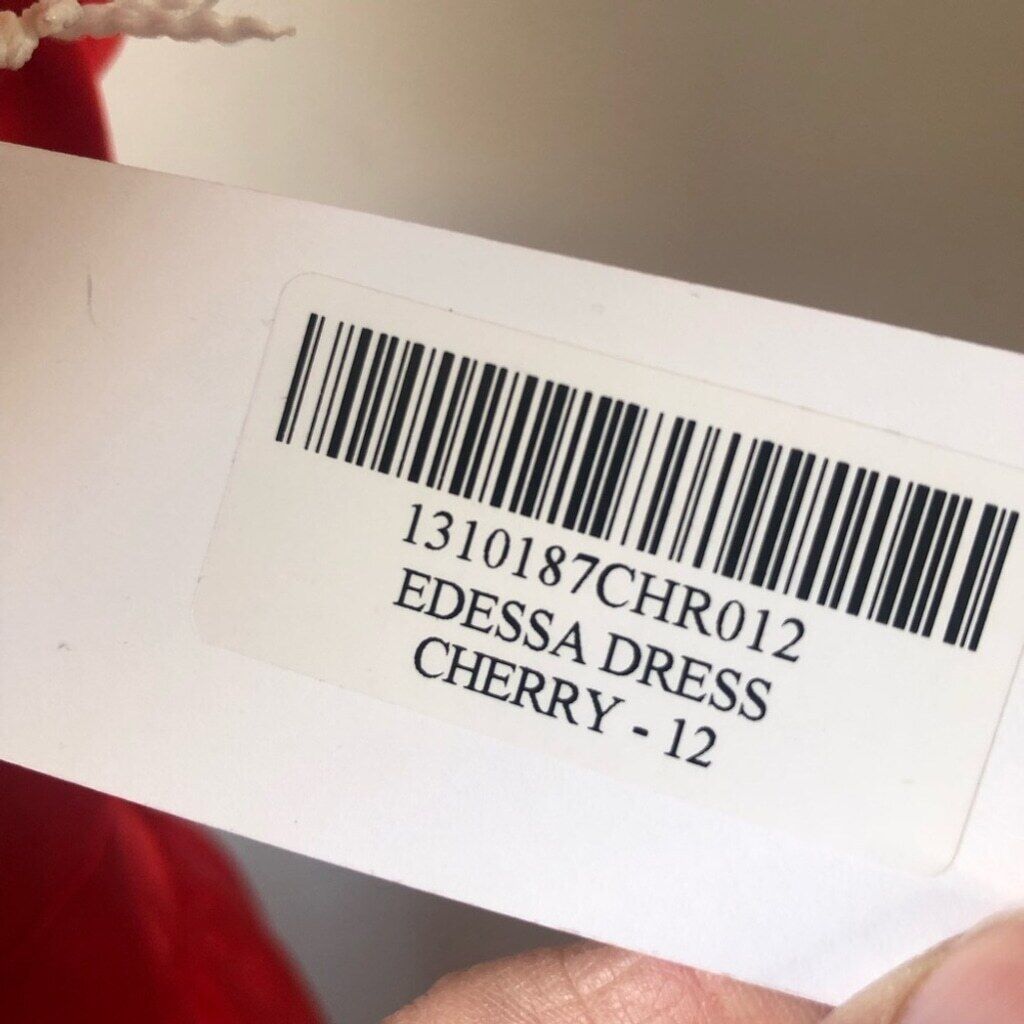 1310187CHR012
EDESSA DRESS
CHERRY - 12